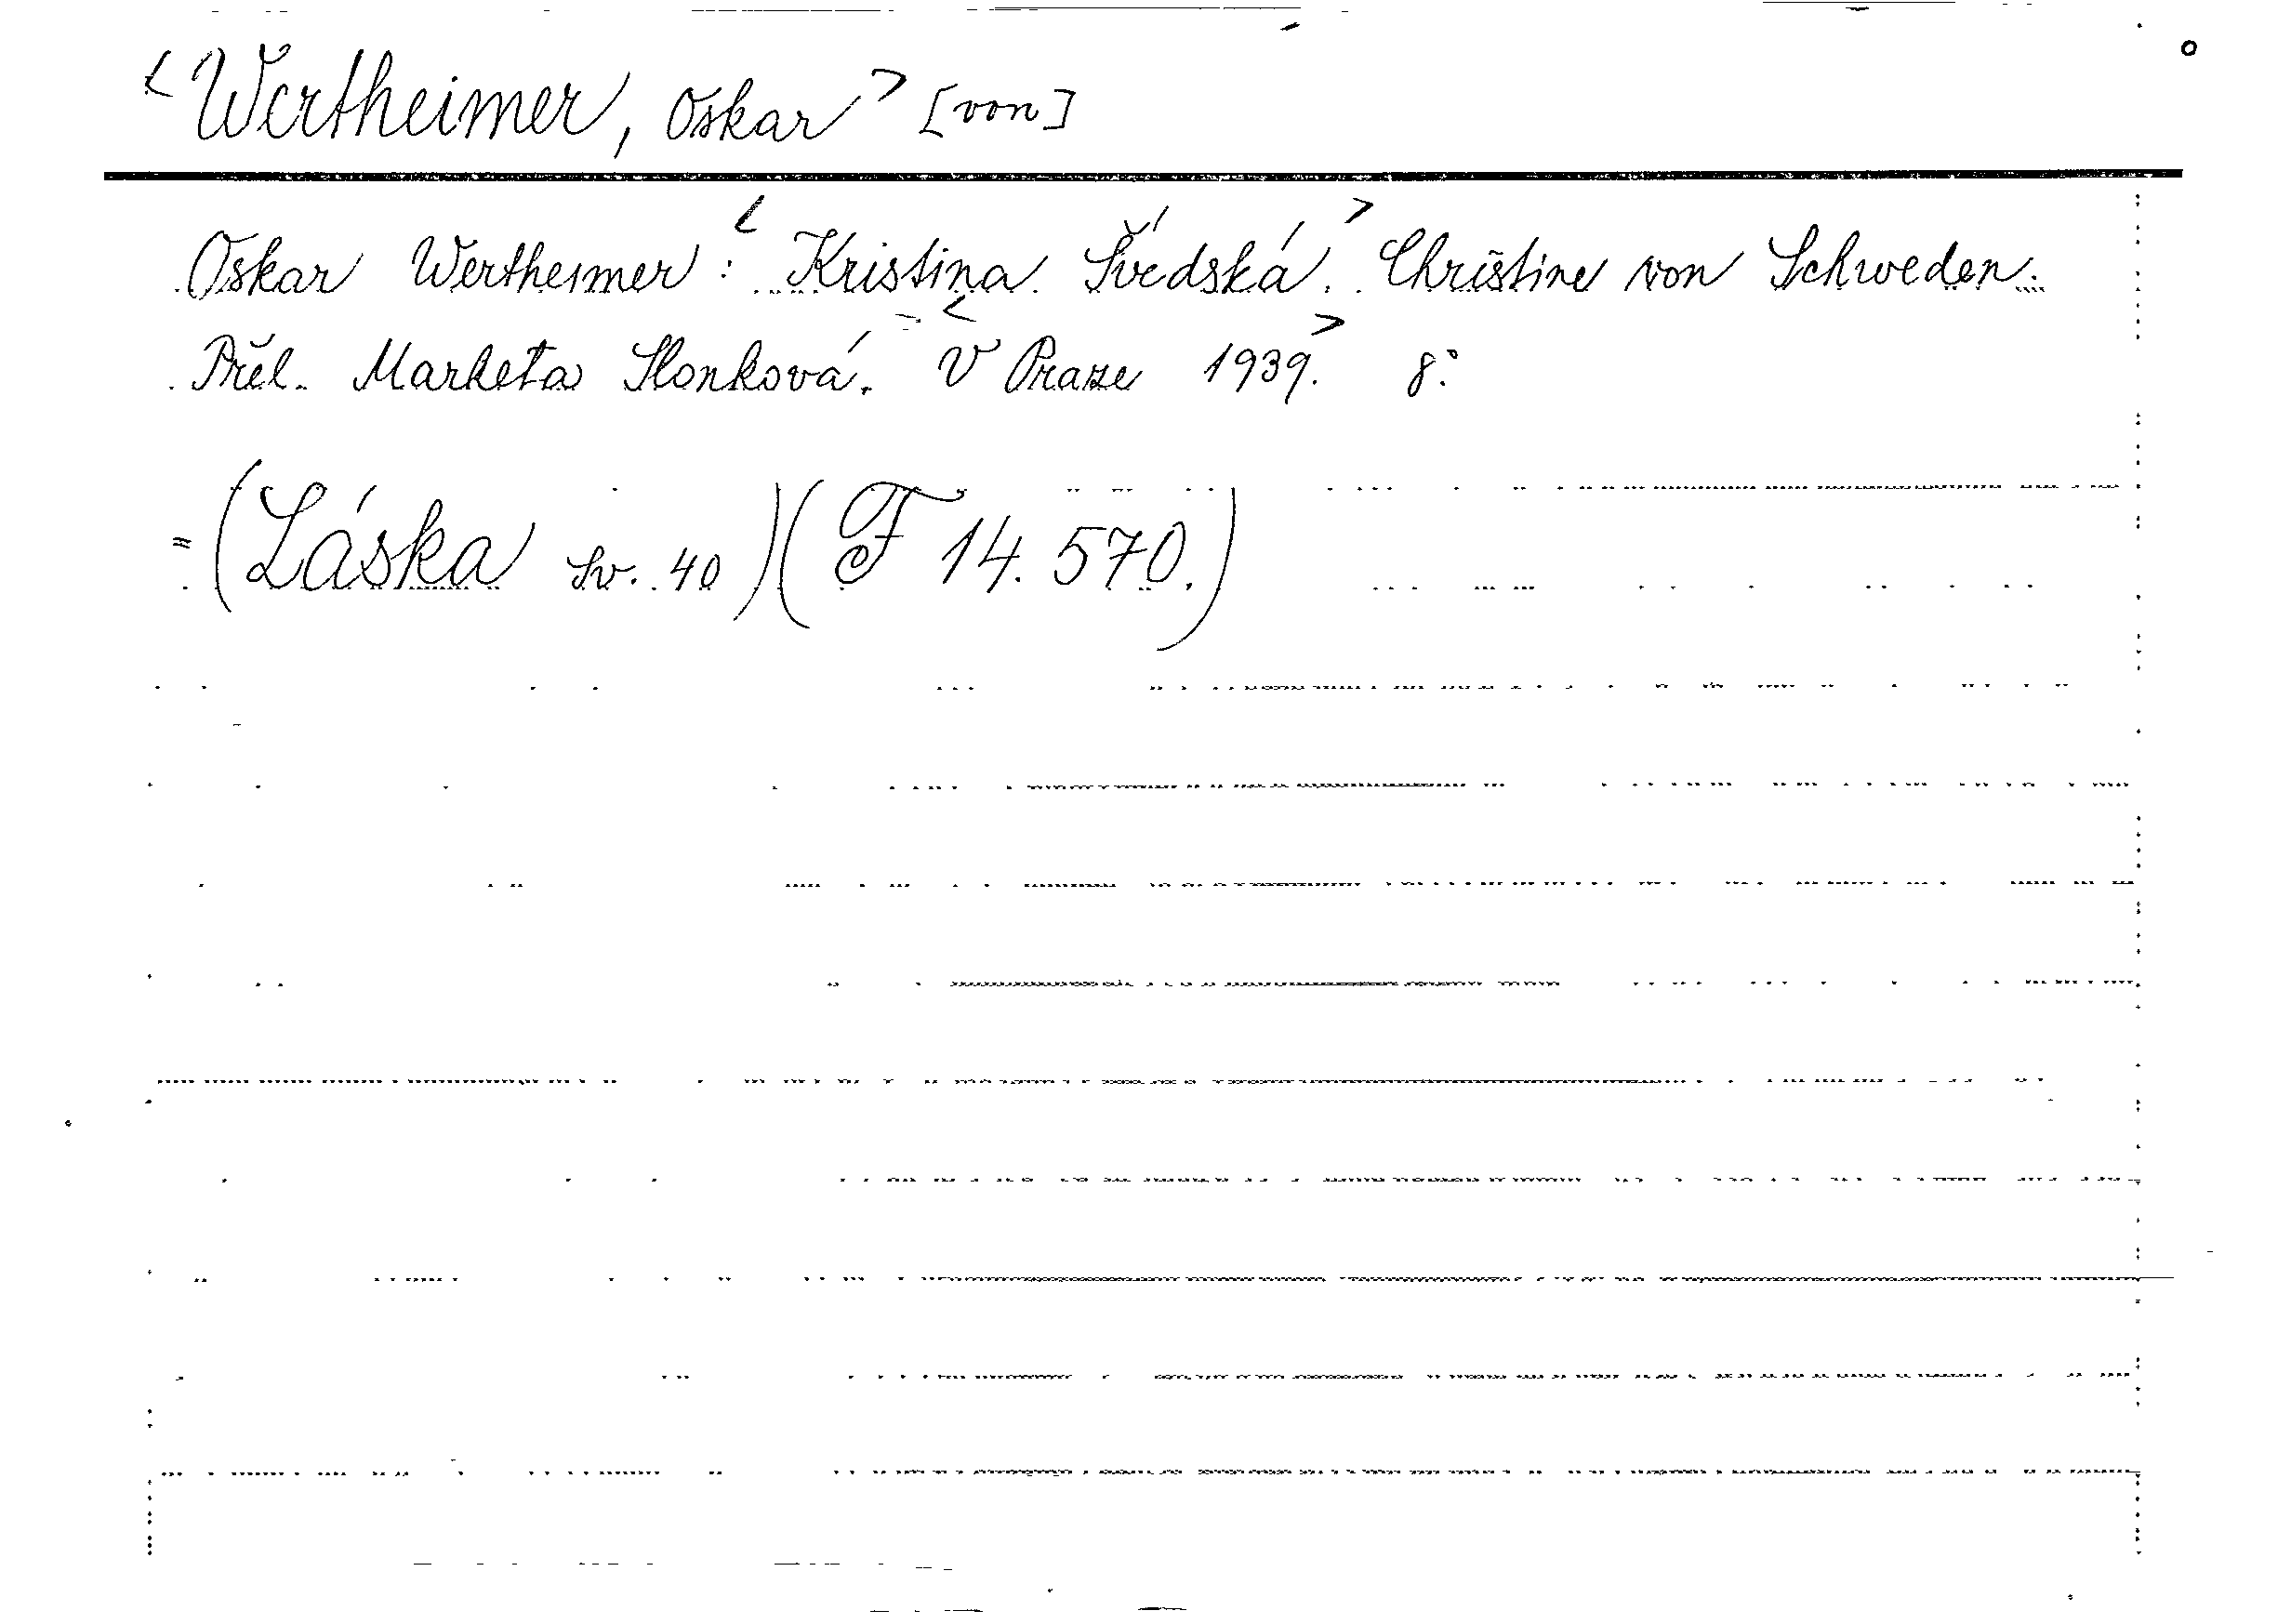 <Wertheimer, Oskar> [von]
Oskar Wertheimer: <Kristina Švédská.> Christine von Schweden.
Přel. Marketa Slonková. <V Praze 1939.> 8°.
= (Láska sv. 40) (F 14.570.)